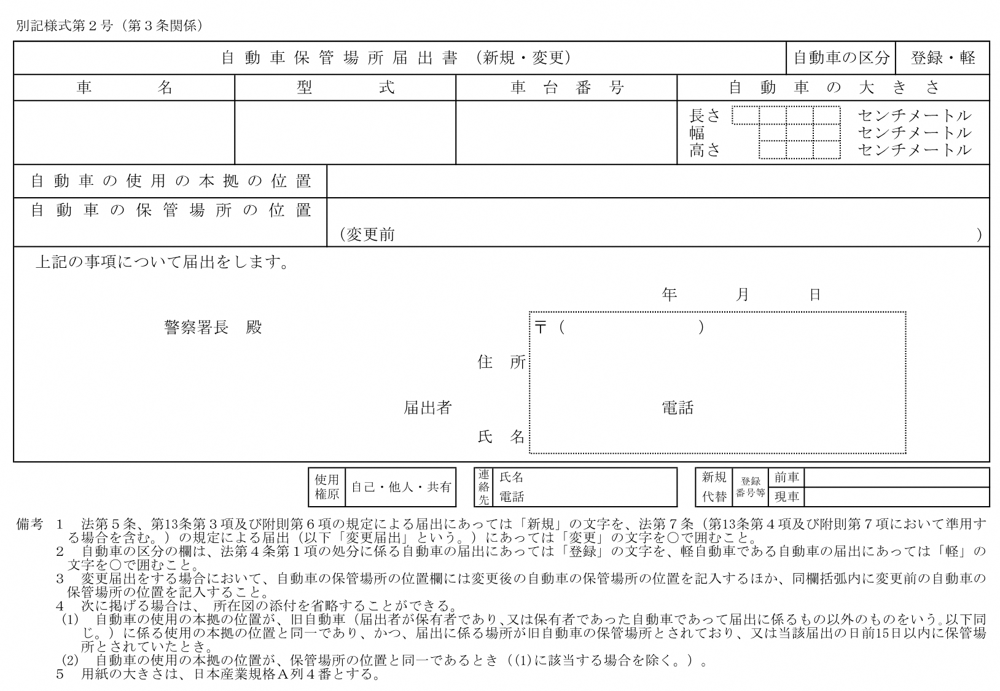 別記様式第２号（第３条関係）
自動車保管場所届出書（新規・変更） 自動車の区分 登録・軽
車名 型式 車台番号 自動車の大きさ
長さ センチメートル
幅 センチメートル
高さ センチメートル
自動車の使用の本拠の位置
自動車の保管場所の位置
（変更前 ）
上記の事項について届出をします。
年 月 日
警察署長　殿 〒（ ）
住　所
届出者 電話
氏　名
使用権原 自己・他人・共有 連絡先 氏名 電話 新規 代替 登録番号等 前車 現車
備考　１　法第５条、第13条第３項及び附則第６項の規定による届出にあっては「新規」の文字を、法第７条（第13条第４項及び附則第７項において準用す
る場合を含む。）の規定による届出（以下「変更届出」という。）にあっては「変更」の文字を〇で囲むこと。
２　自動車の区分の欄は、法第４条第１項の処分に係る自動車の届出にあっては「登録」の文字を、軽自動車である自動車の届出にあっては「軽」の
文字を〇で囲むこと。
３　変更届出をする場合において、自動車の保管場所の位置欄には変更後の自動車の保管場所の位置を記入するほか、同欄括弧内に変更前の自動車の
保管場所の位置を記入すること。
４　次に掲げる場合は、 所在図の添付を省略することができる。
(1)　自動車の使用の本拠の位置が、旧自動車（届出者が保有者であり、又は保有者であった自動車であって届出に係るもの以外のものをいう。以下同
じ。）に係る使用の本拠の位置と同一であり、かつ、届出に係る場所が旧自動車の保管場所とされており、又は当該届出の日前15日以内に保管場
所とされていたとき。
(2)　自動車の使用の本拠の位置が、保管場所の位置と同一であるとき（(1)に該当する場合を除く。）。
５　用紙の大きさは、日本産業規格Ａ列４番とする。